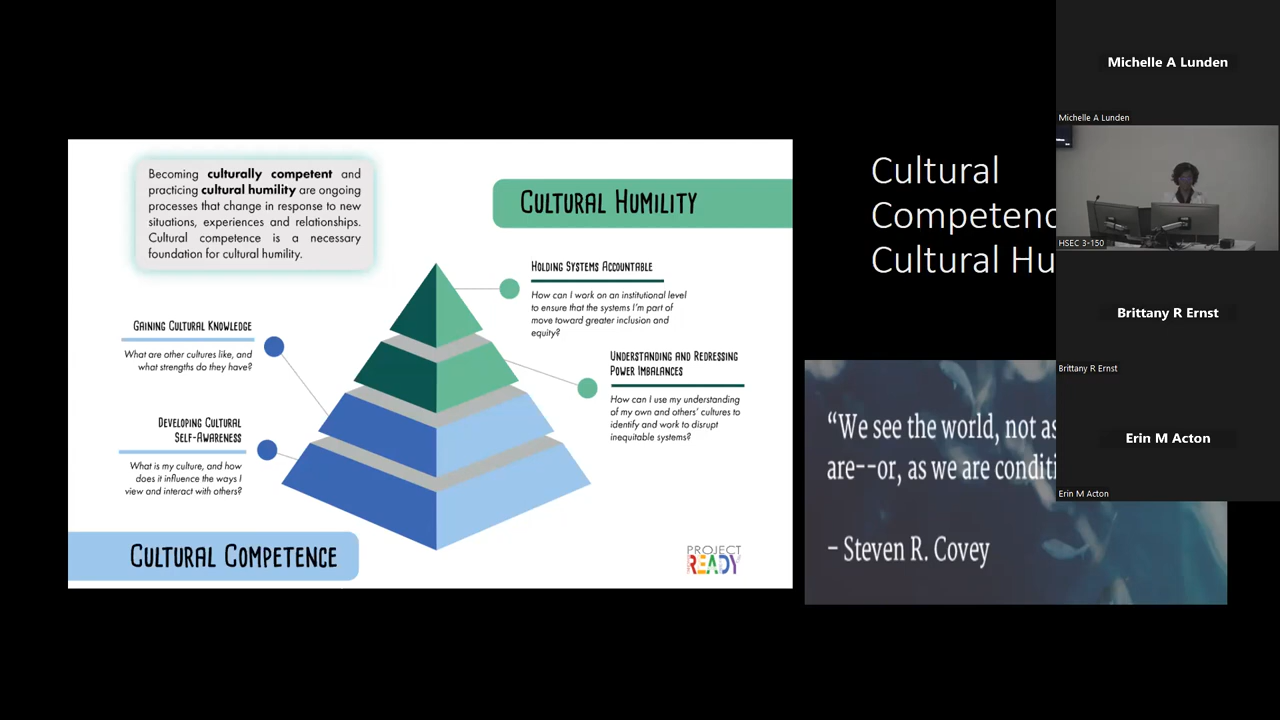 Becoming culturally competent and
practicing cultural humility are ongoing
processes that change in response to new
situations, experiences and relationships.
Cultural competence is a necessary
foundation for cultural humility.
CULTURAL HUMILITY
HOLDING SYSTEMS ACCOUNTABLE
How can I work on an institutional level
to ensure that the systems I'm part of
move toward greater inclusion and
equity?
GAINING CULTURAL KNOWLEDGE
What are other cultures like, and
what strengths do they have?
UNDERSTANDING AND REDRESSING
POWER IMBALANCES
How can I use my understanding
of my own and others' cultures to
identify and work to disrupt
inequitable systems?
DEVELOPING CULTURAL
SELF-AWARENESS
What is my culture, and how
does it influence the ways I
view and interact with others?
CULTURAL COMPETENCE
PROJECT
READY
Cultural
Competenc
Cultural Hu
“We see the world, not as
are--or, as we are conditi
– Steven R. Covey
Michelle A Lunden
Michelle A Lunden
HSEC 3-150
Brittany R Ernst
Brittany R Ernst
Erin M Acton
Erin M Acton